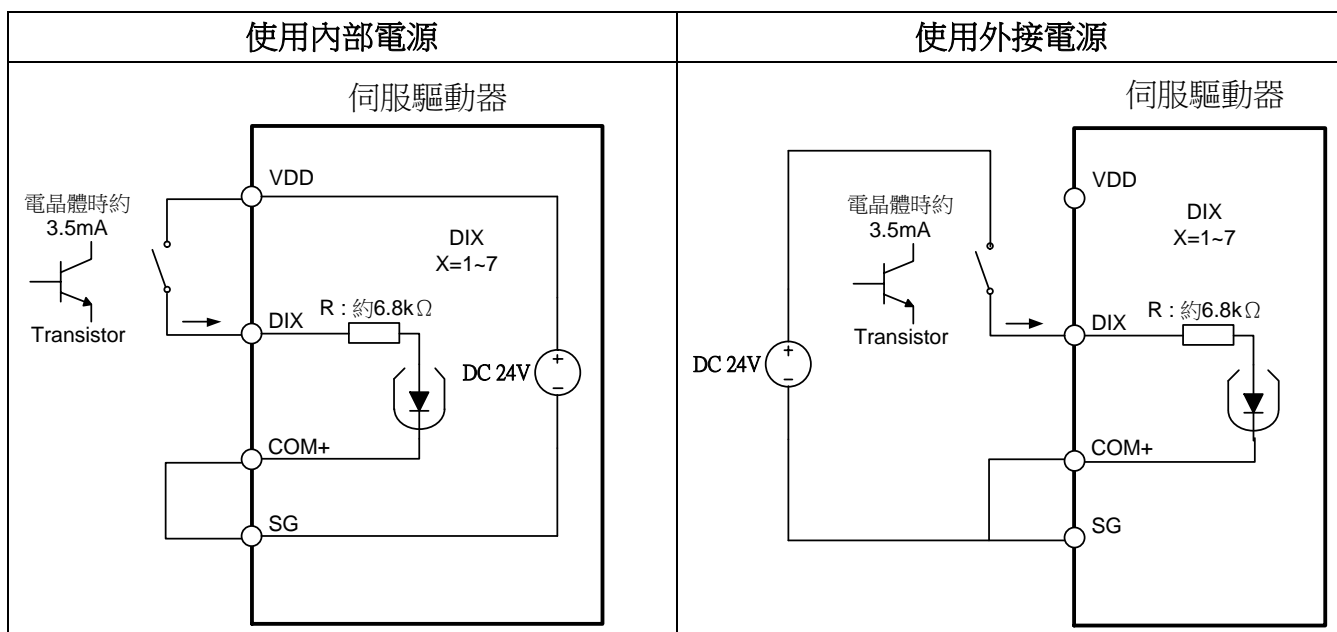 使用內部電源
使用外接電源
伺服驅動器
VDD
電晶體時約
3.5mA
DIX
X=1~7
Transistor
DIX
R : 約6.8kΩ
DC 24V
+
−
COM+
SG
伺服驅動器
VDD
電晶體時約
3.5mA
DIX
X=1~7
Transistor
DIX
R : 約6.8kΩ
DC 24V
+
−
COM+
SG